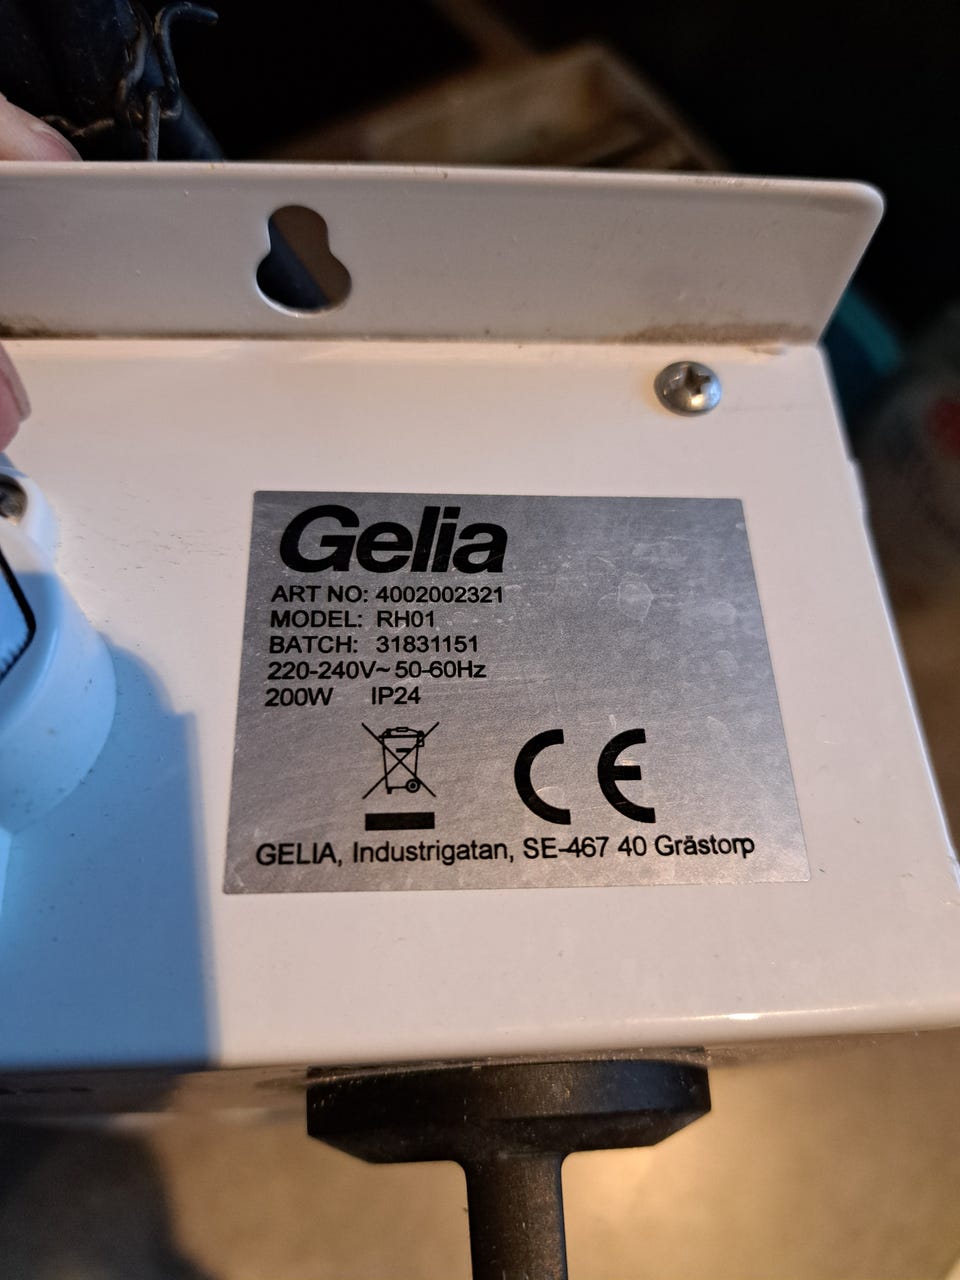 Gelia
ART NO: 4002002321
MODEL: RH01
BATCH: 31831151
220-240V~ 50-60Hz
200W IP24
CE
GELIA, Industrigatan, SE-467 40 Grästorp